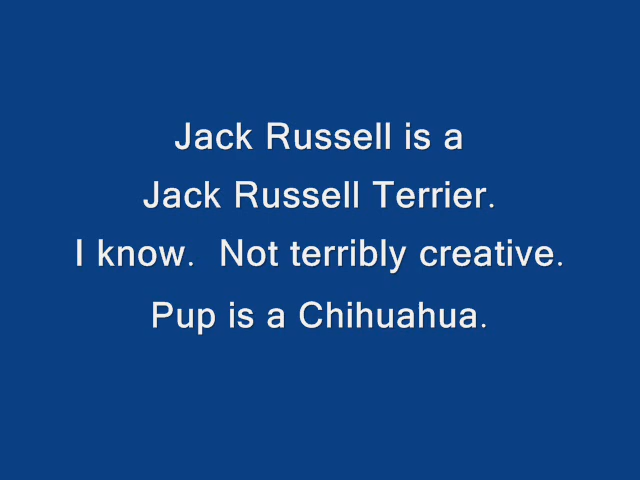 Jack Russell is a
Jack Russell Terrier.
I know.  Not terribly creative.
Pup is a Chihuahua.